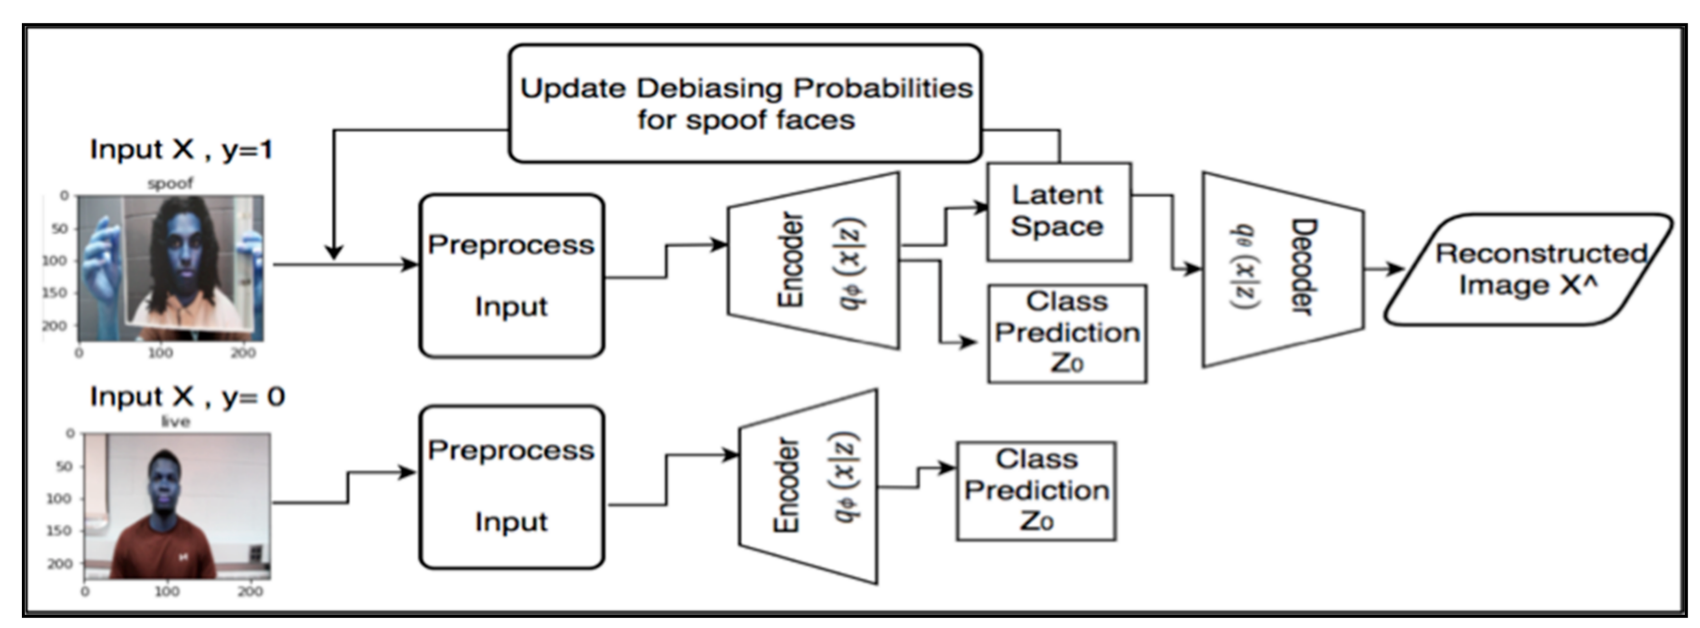 Update Debiasing Probabilities
for spoof faces
Input X , y=1
spoof
0
50
100
150
200
0 100 200
Preprocess
Input
Encoder
qϕ(z|x)
Latent
Space
Class
Prediction
Z0
Decoder
qθ (x|z)
Reconstructed
Image X^
Input X , y= 0
live
0
50
100
150
200
0 100 200
Preprocess
Input
Encoder
qϕ(z|x)
Class
Prediction
Z0